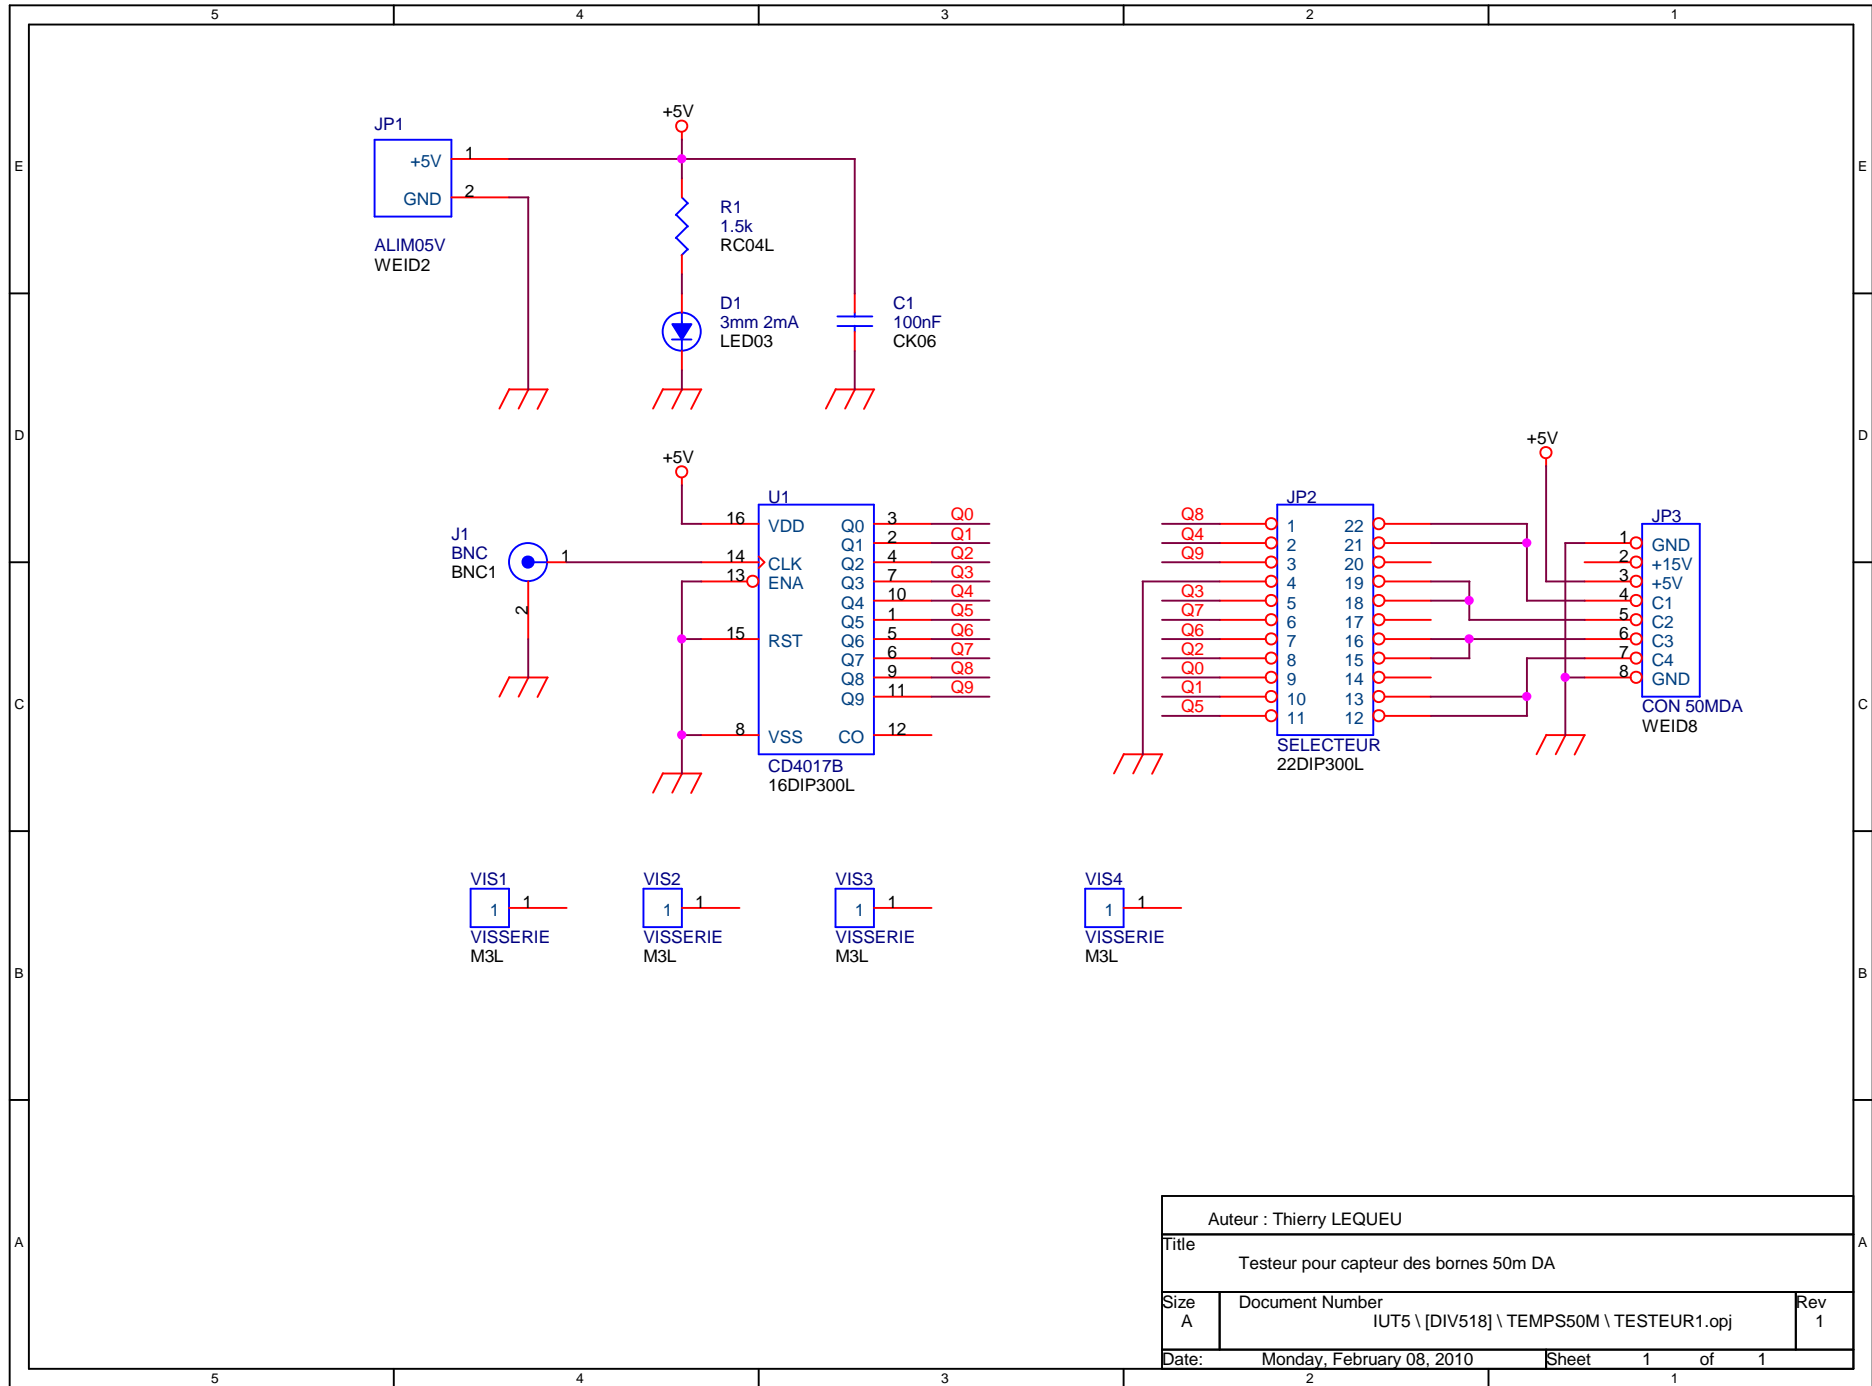 5 4 3 2 1
E E
D D
C C
B B
A A
JP1
+5V 1
GND 2
ALIM05V
WEID2
+5V
R1
1.5k
RC04L
D1
3mm 2mA
LED03
C1
100nF
CK06
+5V
J1
BNC
BNC1
1
2
U1
16 VDD
14 CLK
13 ENA
15 RST
8 VSS
Q0 3 Q0
Q1 2 Q1
Q2 4 Q2
Q3 7 Q3
Q4 10 Q4
Q5 1 Q5
Q6 5 Q6
Q7 6 Q7
Q8 9 Q8
Q9 11 Q9
CO 12
CD4017B
16DIP300L
JP2
Q8 1 22
Q4 2 21
Q9 3 20
4 19
Q3 5 18
Q7 6 17
Q6 7 16
Q2 8 15
Q0 9 14
Q1 10 13
Q5 11 12
SELECTEUR
22DIP300L
+5V
JP3
1 GND
2 +15V
3 +5V
4 C1
5 C2
6 C3
7 C4
8 GND
CON 50MDA
WEID8
VIS1
1 1
VISSERIE
M3L
VIS2
1 1
VISSERIE
M3L
VIS3
1 1
VISSERIE
M3L
VIS4
1 1
VISSERIE
M3L
Auteur : Thierry LEQUEU
Title
Testeur pour capteur des bornes 50m DA
Size Document Number Rev
A IUT5 \ [DIV518] \ TEMPS50M \ TESTEUR1.opj 1
Date: Monday, February 08, 2010 Sheet 1 of 1
5 4 3 2 1